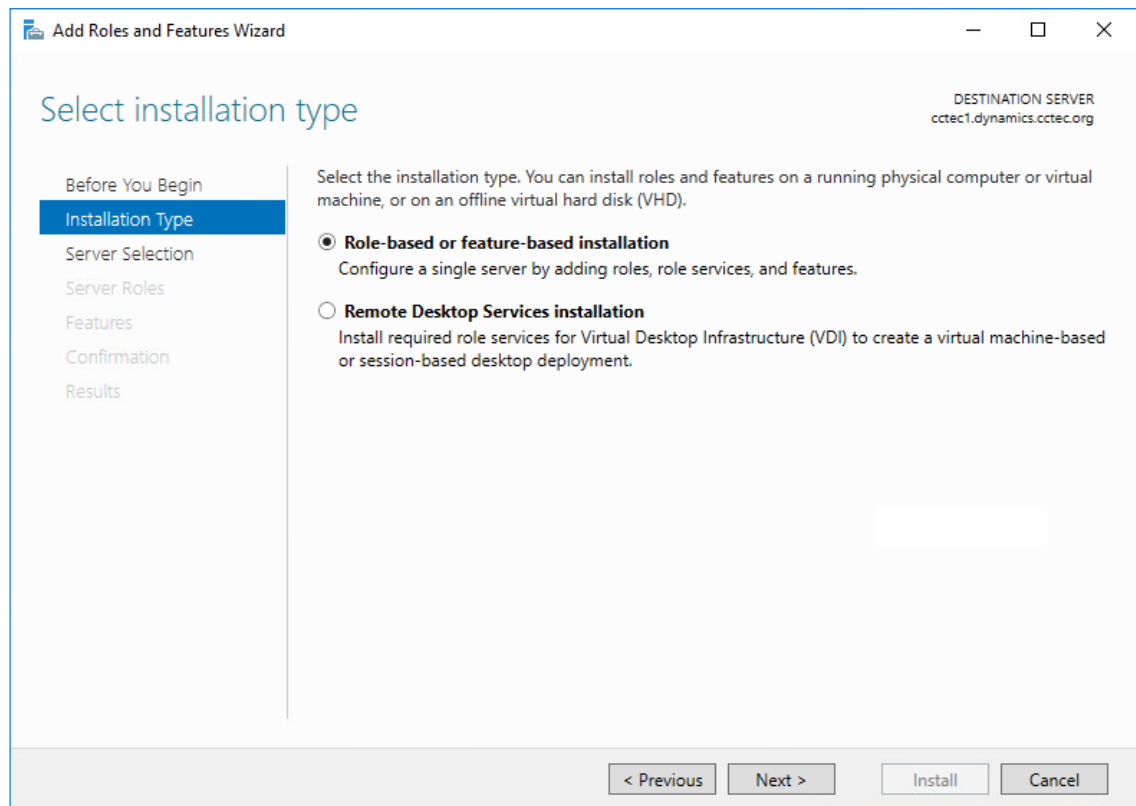 Add Roles and Features Wizard
Select installation type
DESTINATION SERVER
cctec1.dynamics.cctec.org
Before You Begin
Installation Type
Server Selection
Server Roles
Features
Confirmation
Results
Select the installation type. You can install roles and features on a running physical computer or virtual
machine, or on an offline virtual hard disk (VHD).
Role-based or feature-based installation
Configure a single server by adding roles, role services, and features.
Remote Desktop Services installation
Install required role services for Virtual Desktop Infrastructure (VDI) to create a virtual machine-based
or session-based desktop deployment.
< Previous
Next >
Install
Cancel